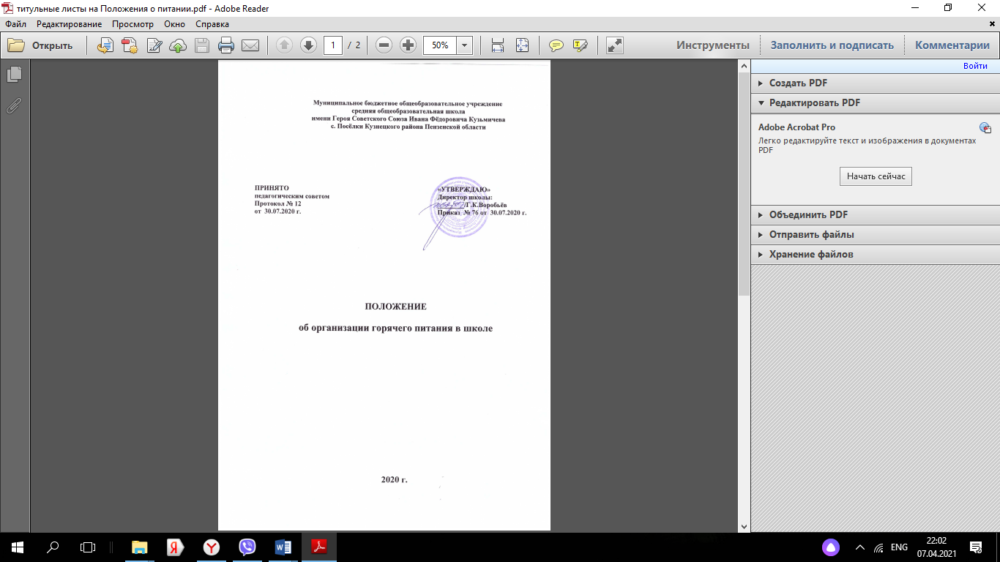 титульные листы на Положения о питании.pdf - Adobe Reader
Файл Редактирование Просмотр Окно Справка
Открыть 1 / 2 50% Инструменты Заполнить и подписать Комментарии
Войти
Создать PDF
Редактировать PDF
Adobe Acrobat Pro
Легко редактируйте текст и изображения в документах
PDF
Начать сейчас
Объединить PDF
Отправить файлы
Хранение файлов
Муниципальное бюджетное общеобразовательное учреждение
средняя общеобразовательная школа
имени Героя Советского Союза Ивана Фёдоровича Кузьмичева
с. Посёлки Кузнецкого района Пензенской области
ПРИНЯТО
педагогическим советом
Протокол № 12
от 30.07.2020 г.
«УТВЕРЖДАЮ»
Директор школы:
/Г.К.Воробьёв
Приказ № 76 от 30.07.2020 г.
ПОЛОЖЕНИЕ
об организации горячего питания в школе
2020 г.
ENG
22:02
07.04.2021